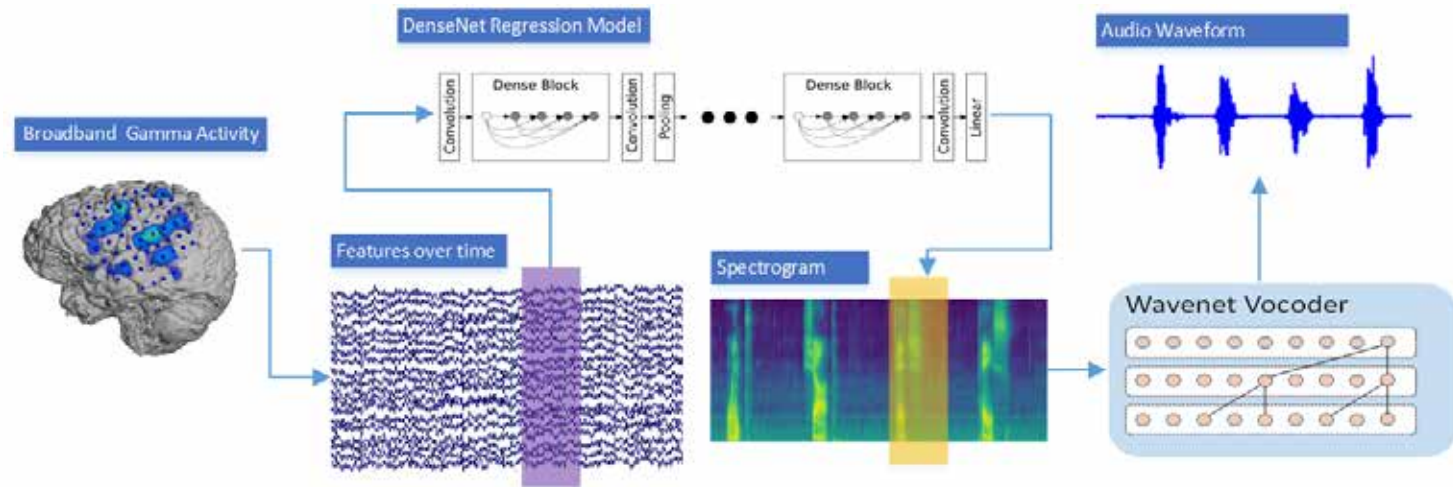 DenseNet Regression Model
Audio Waveform
Convolution
Dense Block
Convolution
Pooling
Dense Block
Convolution
Linear
Broadband Gamma Activity
Features over time
Spectrogram
Wavenet Vocoder